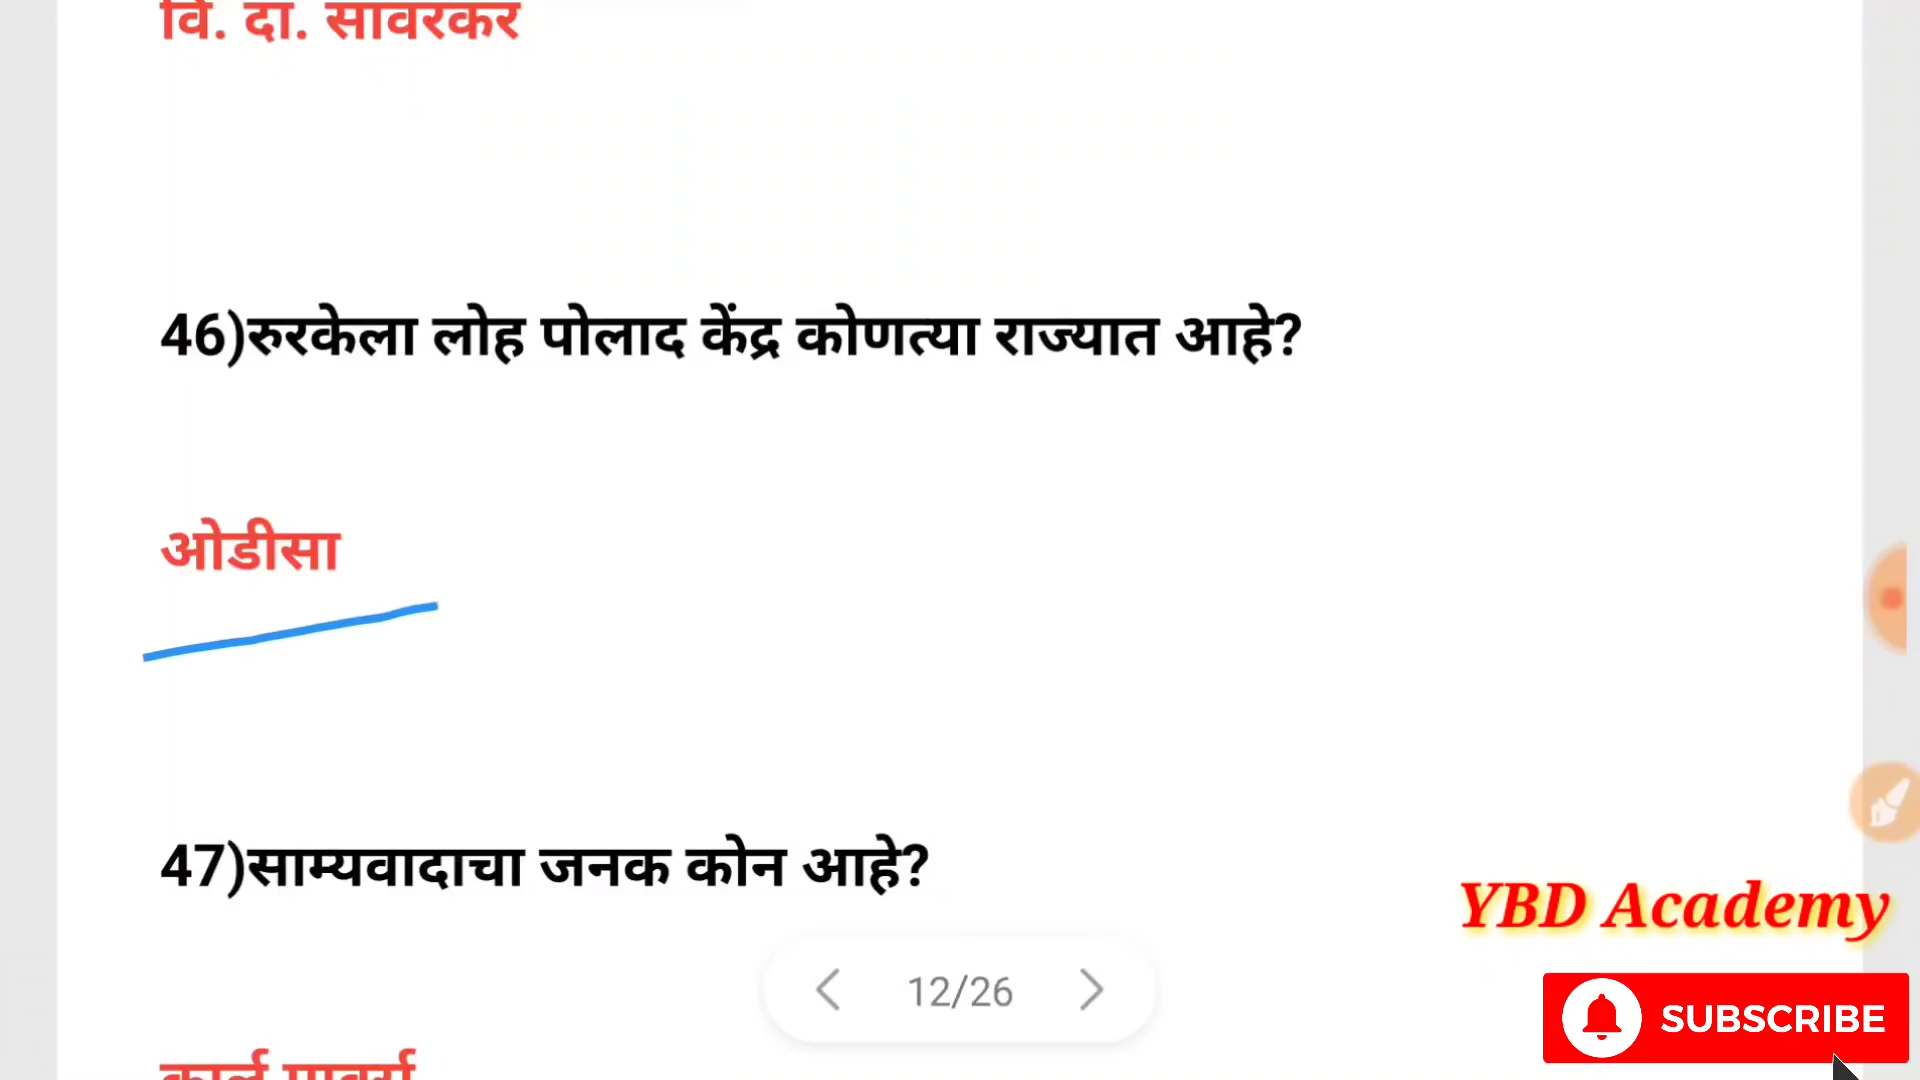 वि. दा. सावरकर
46)रुरकेला लोह पोलाद केंद्र कोणत्या राज्यात आहे?
ओडीसा
47)साम्यवादाचा जनक कोन आहे?
YBD Academy
12/26
SUBSCRIBE
कार्ल मार्क्स